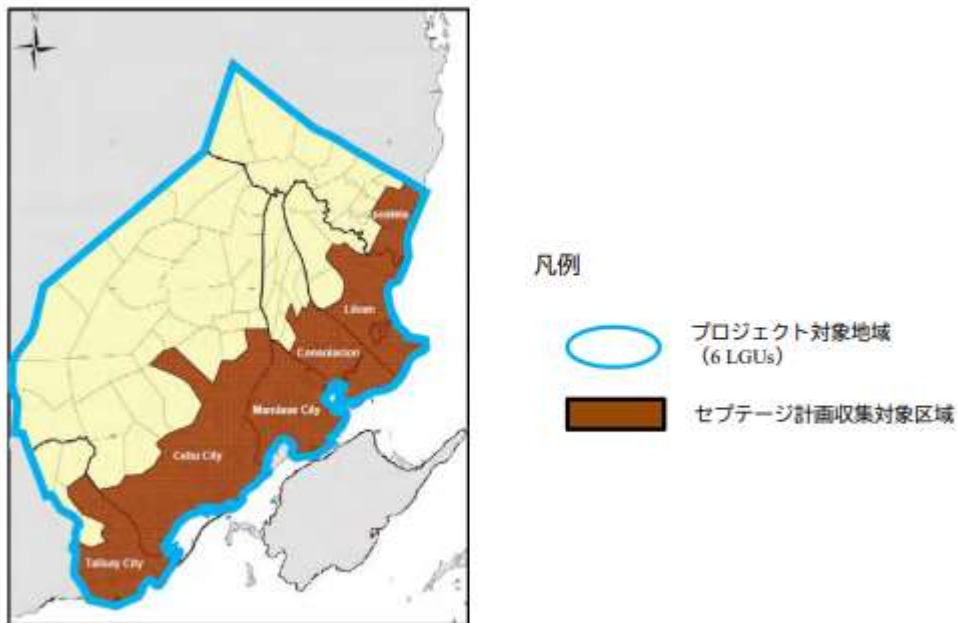 Liloan
Consolacion
Mandaue City
Cebu City
Talisay City
凡例
プロジェクト対象地域
（6 LGUs）
セプテージ計画収集対象区域